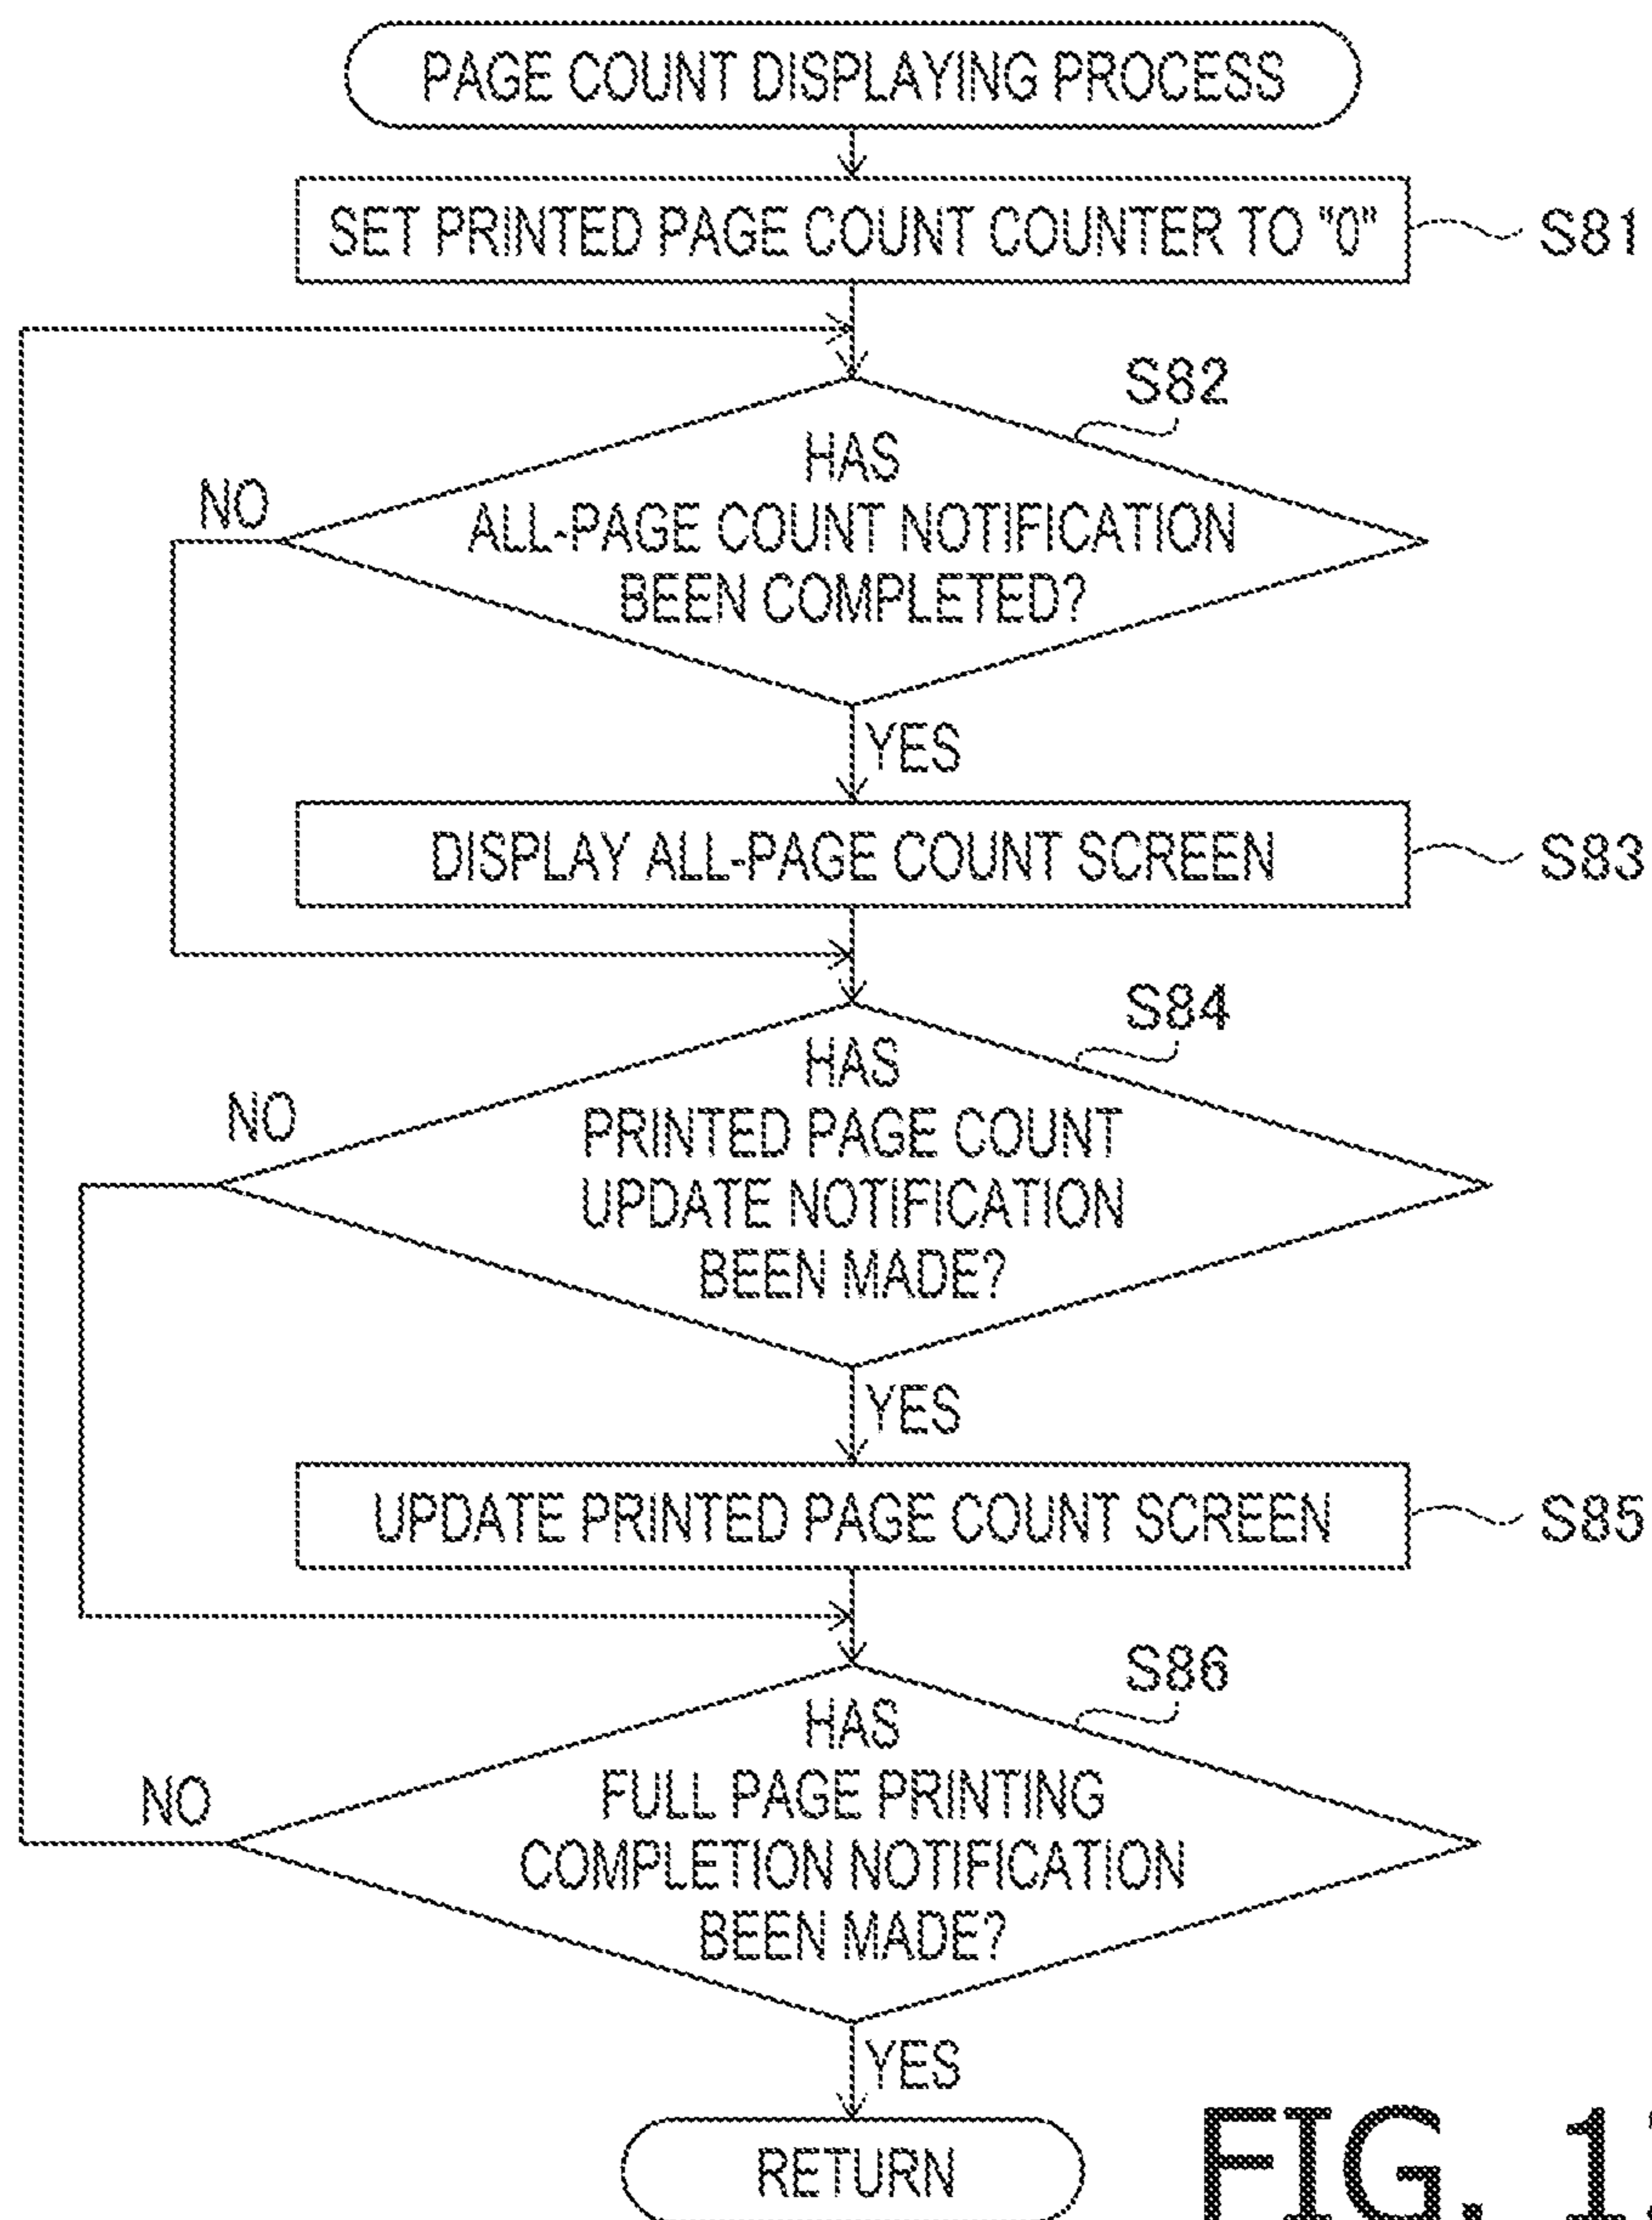 PAGE COUNT DISPLAYING PROCESS
SET PRINTED PAGE COUNT COUNTER TO "0"
S81
S82
HAS
ALL-PAGE COUNT NOTIFICATION
BEEN COMPLETED?
NO
YES
DISPLAY ALL-PAGE COUNT SCREEN
S83
S84
HAS
PRINTED PAGE COUNT
UPDATE NOTIFICATION
BEEN MADE?
NO
YES
UPDATE PRINTED PAGE COUNT SCREEN
S85
S86
HAS
FULL PAGE PRINTING
COMPLETION NOTIFICATION
BEEN MADE?
NO
YES
RETURN
FIG.